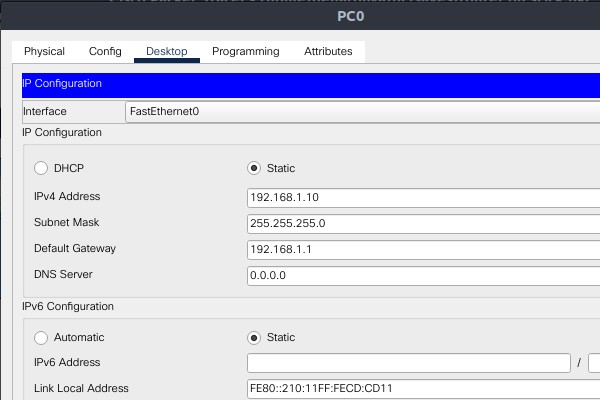 PC0
Physical Config Desktop Programming Attributes
IP Configuration
Interface FastEthernet0
IP Configuration
DHCP Static
IPv4 Address 192.168.1.10
Subnet Mask 255.255.255.0
Default Gateway 192.168.1.1
DNS Server 0.0.0.0
IPv6 Configuration
Automatic Static
IPv6 Address /
Link Local Address FE80::210:11FF:FECD:CD11